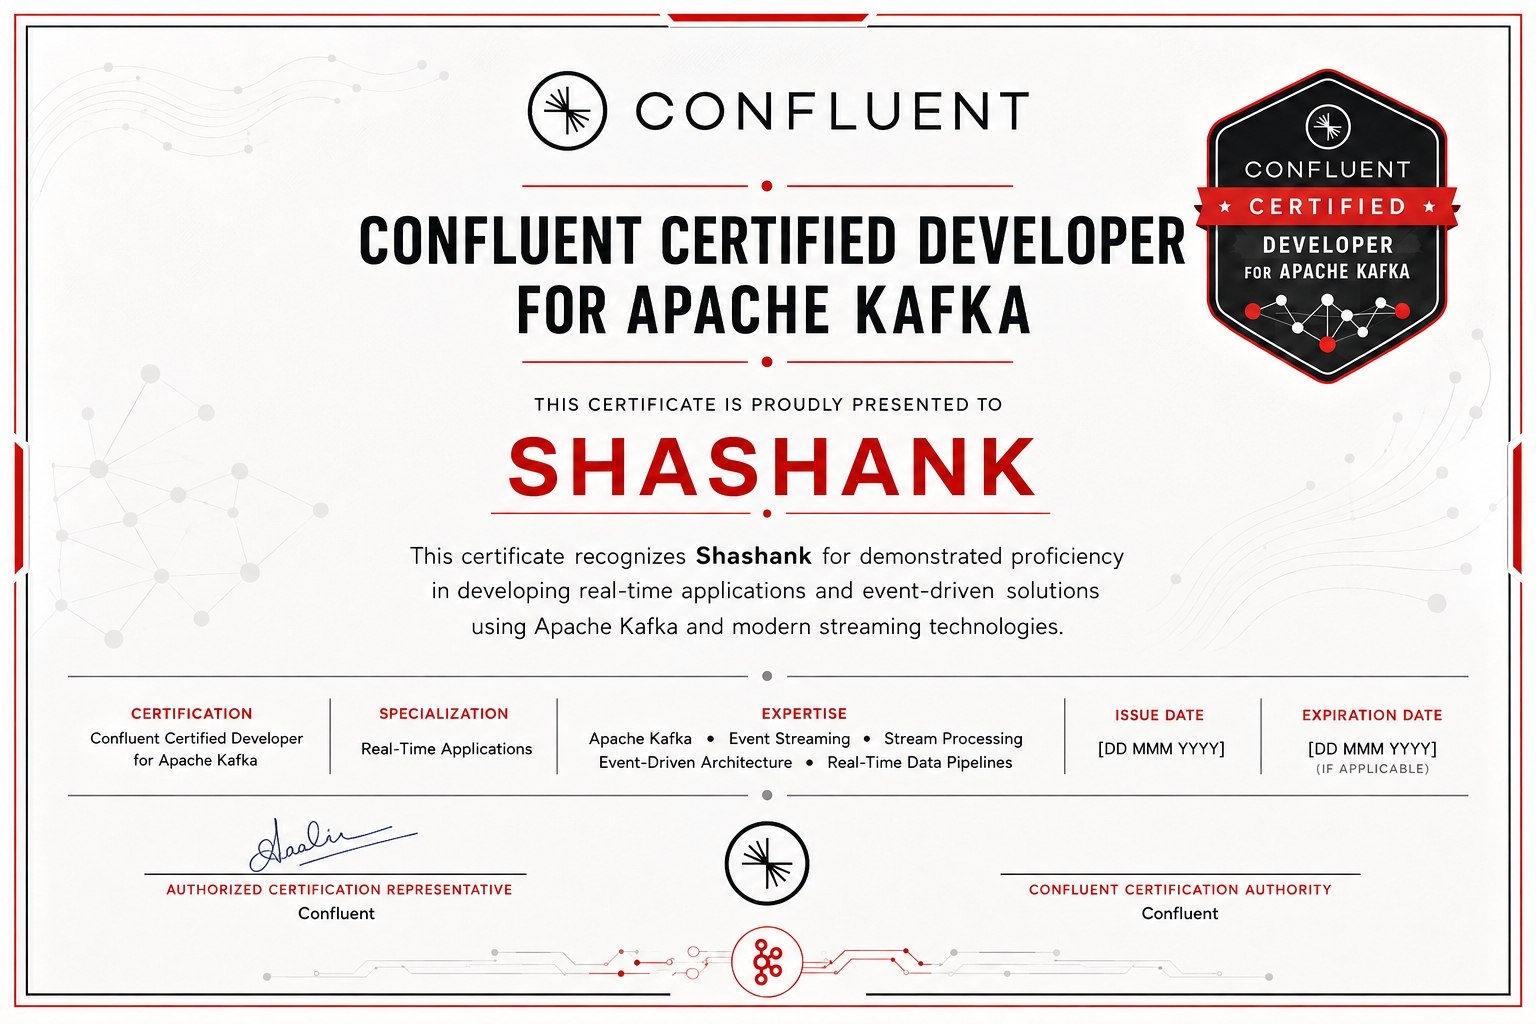 CONFLUENT
CONFLUENT
CERTIFIED
DEVELOPER
FOR APACHE KAFKA
CONFLUENT CERTIFIED DEVELOPER
FOR APACHE KAFKA
THIS CERTIFICATE IS PROUDLY PRESENTED TO
SHASHANK
This certificate recognizes Shashank for demonstrated proficiency
in developing real-time applications and event-driven solutions
using Apache Kafka and modern streaming technologies.
CERTIFICATION
Confluent Certified Developer
for Apache Kafka
SPECIALIZATION
Real-Time Applications
EXPERTISE
Apache Kafka • Event Streaming • Stream Processing
Event-Driven Architecture • Real-Time Data Pipelines
ISSUE DATE
[DD MMM YYYY]
EXPIRATION DATE
[DD MMM YYYY]
(IF APPLICABLE)
AUTHORIZED CERTIFICATION REPRESENTATIVE
Confluent
CONFLUENT CERTIFICATION AUTHORITY
Confluent